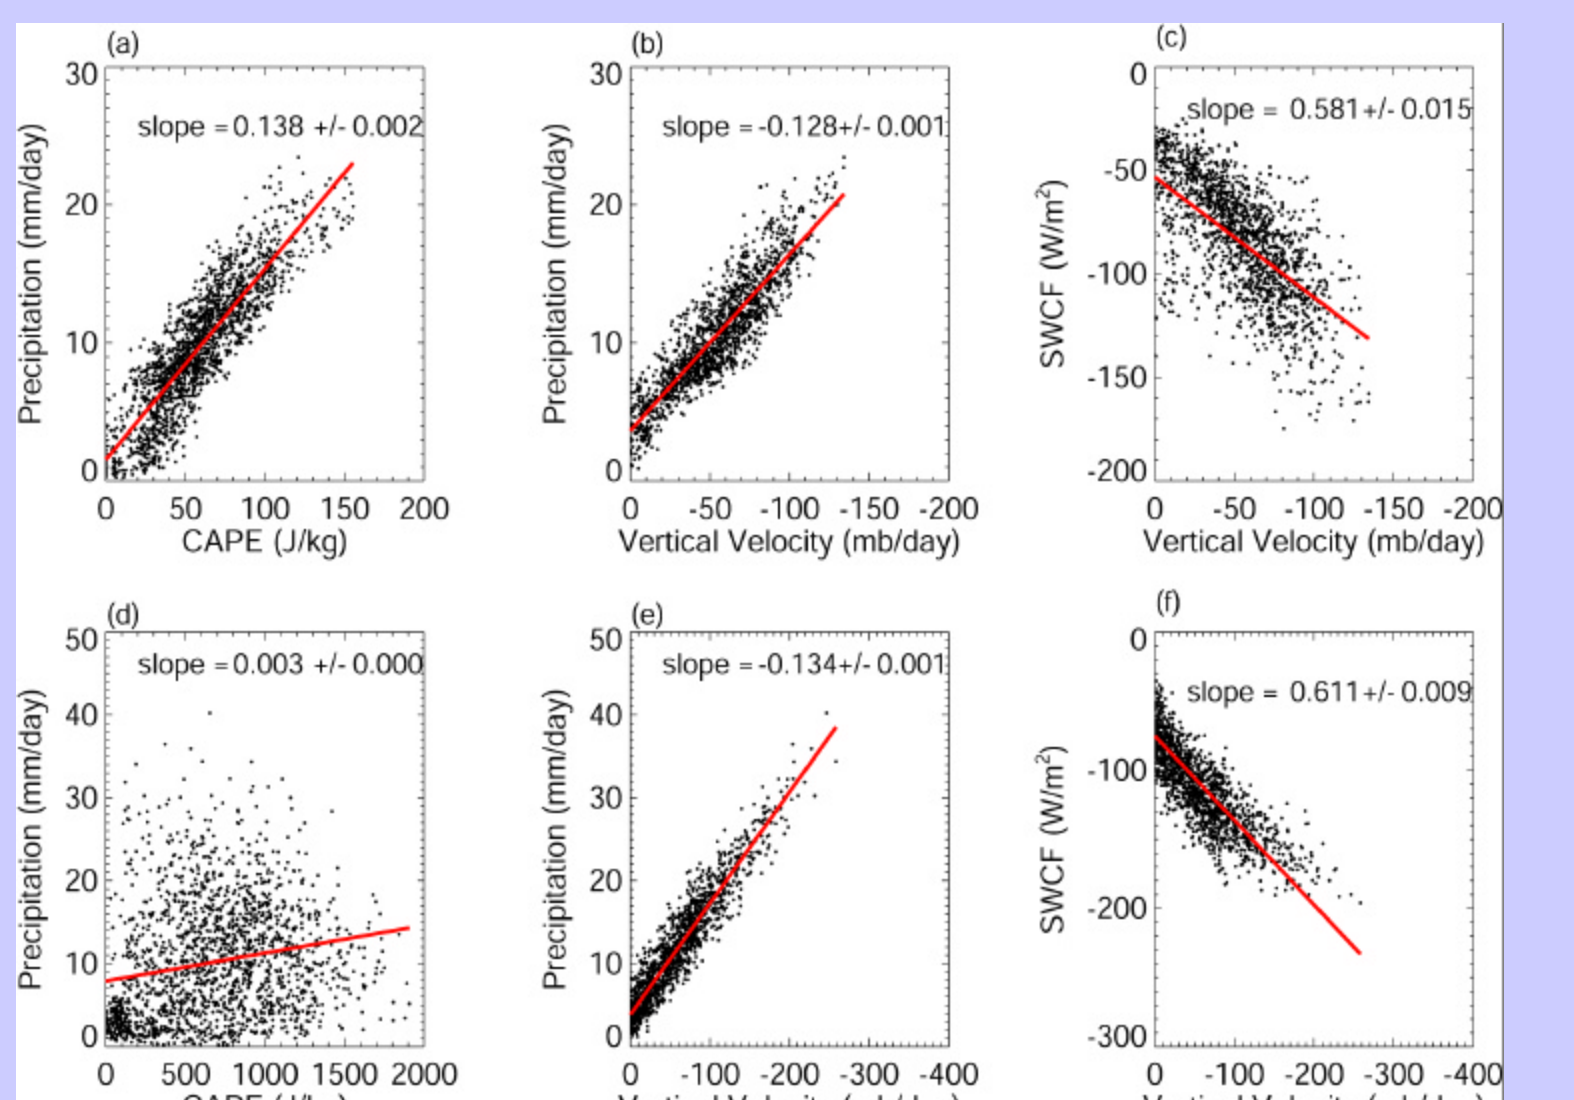 (a)
30
20
10
0
0 50 100 150 200
Precipitation (mm/day)
CAPE (J/kg)
slope = 0.138 +/- 0.002
(b)
30
20
10
0
0 -50 -100 -150 -200
Precipitation (mm/day)
Vertical Velocity (mb/day)
slope = -0.128+/- 0.001
(c)
0
-50
-100
-150
-200
0 -50 -100 -150 -200
SWCF (W/m²)
Vertical Velocity (mb/day)
slope = 0.581+/- 0.015
(d)
50
40
30
20
10
0
0 500 1000 1500 2000
Precipitation (mm/day)
slope = 0.003 +/- 0.000
(e)
50
40
30
20
10
0
0 -100 -200 -300 -400
Precipitation (mm/day)
slope = -0.134+/- 0.001
(f)
0
-100
-200
-300
0 -100 -200 -300 -400
SWCF (W/m²)
slope = 0.611+/- 0.009